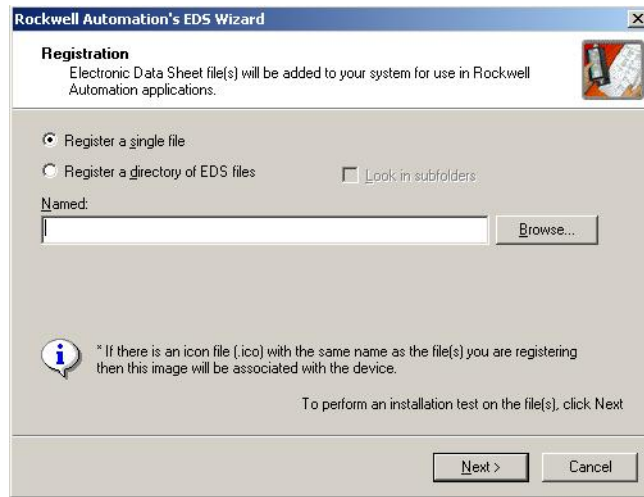 Rockwell Automation's EDS Wizard
Registration
Electronic Data Sheet file(s) will be added to your system for use in Rockwell
Automation applications.
Register a single file
Register a directory of EDS files
Look in subfolders
Named:
Browse...
* If there is an icon file (.ico) with the same name as the file(s) you are registering
then this image will be associated with the device.
To perform an installation test on the file(s), click Next
Next >
Cancel